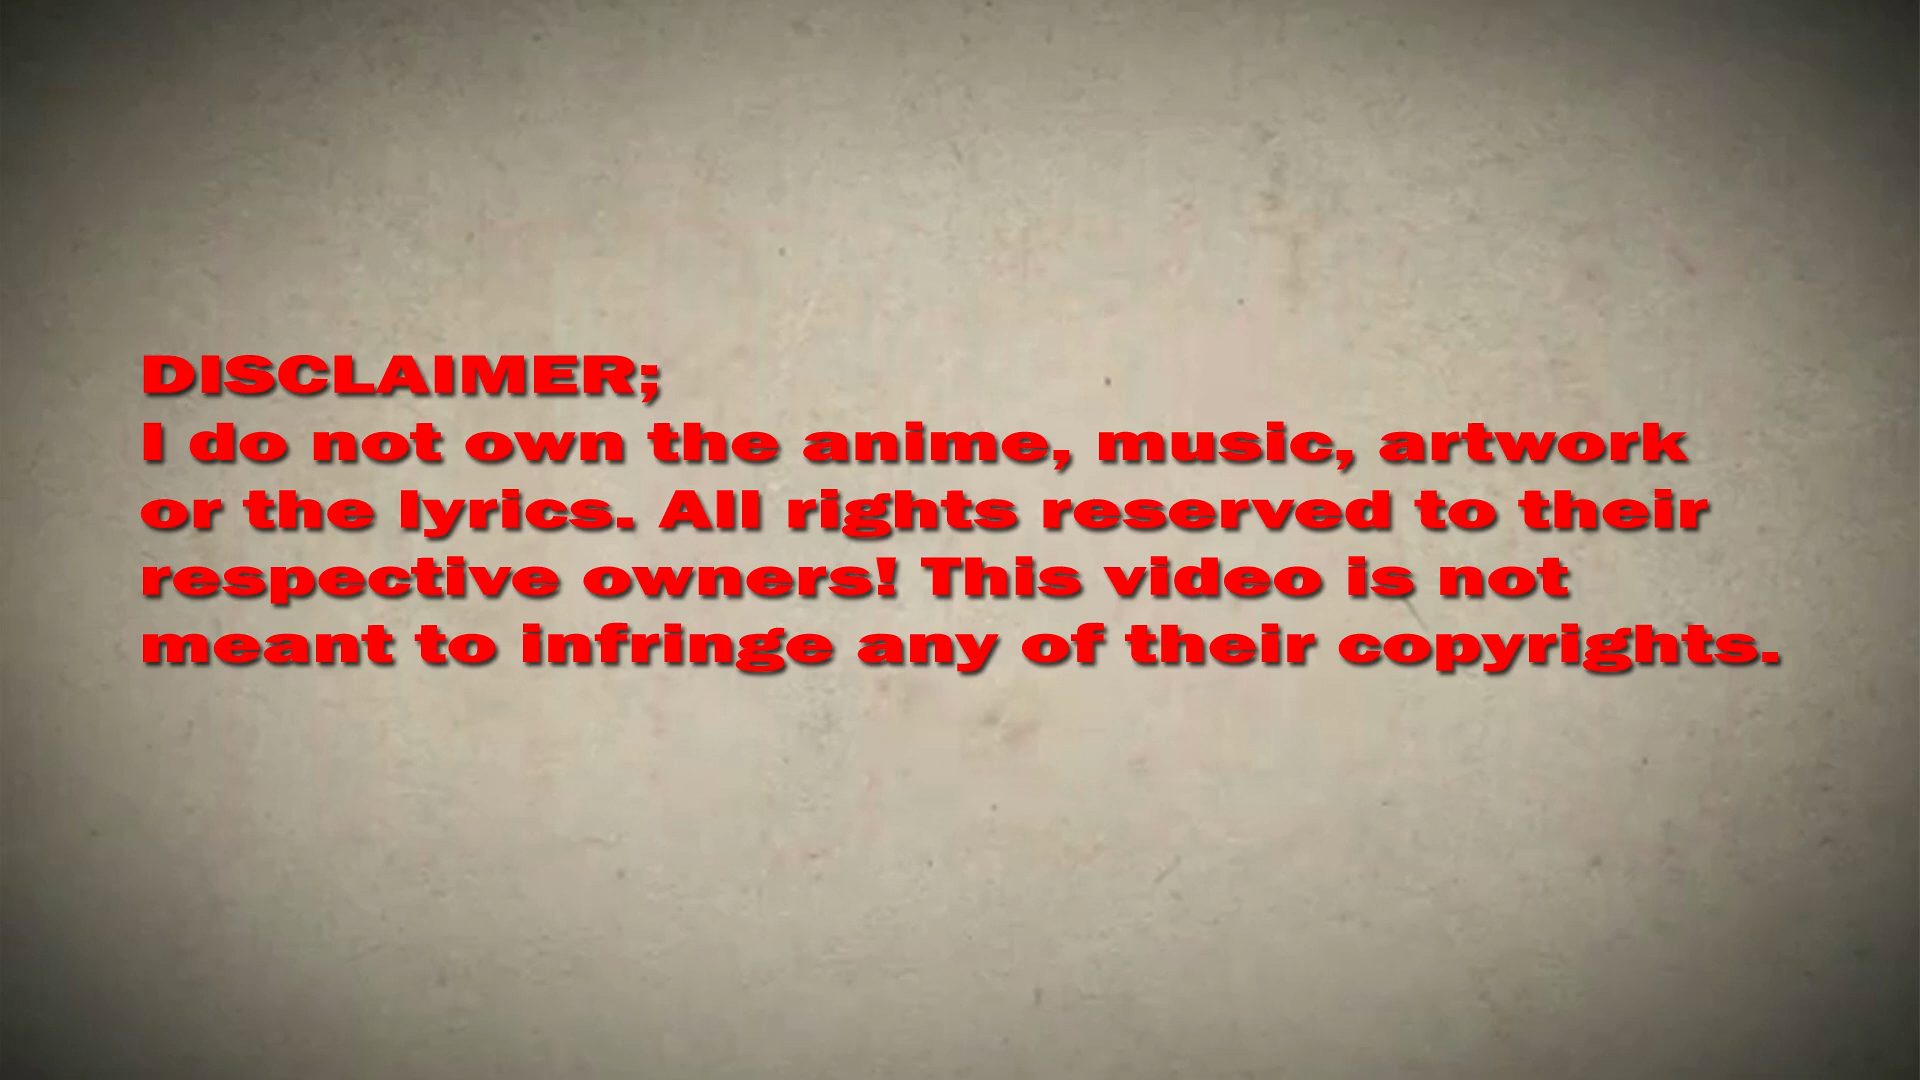 DISCLAIMER;
I do not own the anime, music, artwork
or the lyrics. All rights reserved to their
respective owners! This video is not
meant to infringe any of their copyrights.